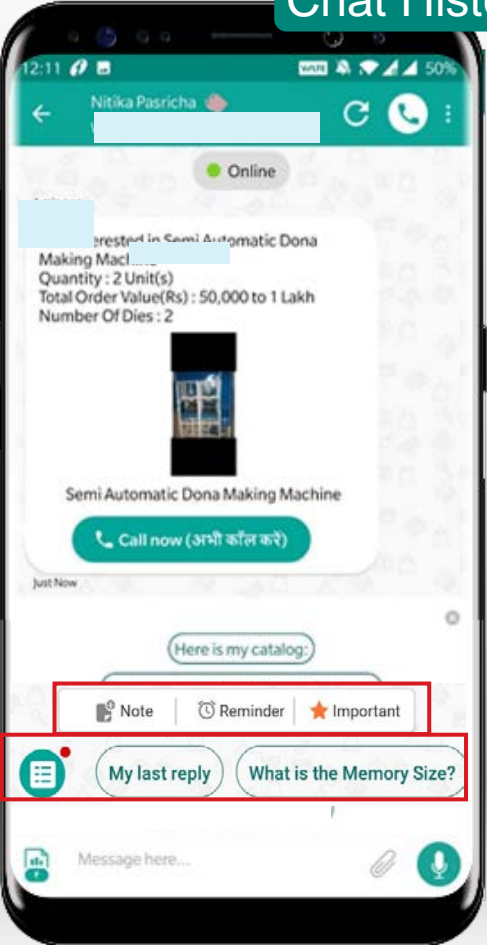 Chat Hist
12:11
50%
Nitika Pasricha
Online
erested in Semi Automatic Dona
Making Mac
Quantity : 2 Unit(s)
Total Order Value(Rs) : 50,000 to 1 Lakh
Number Of Dies : 2
Semi Automatic Dona Making Machine
Call now (अभी कॉल करें)
Just Now
Here is my catalog:
Note
Reminder
Important
My last reply
What is the Memory Size?
Message here...